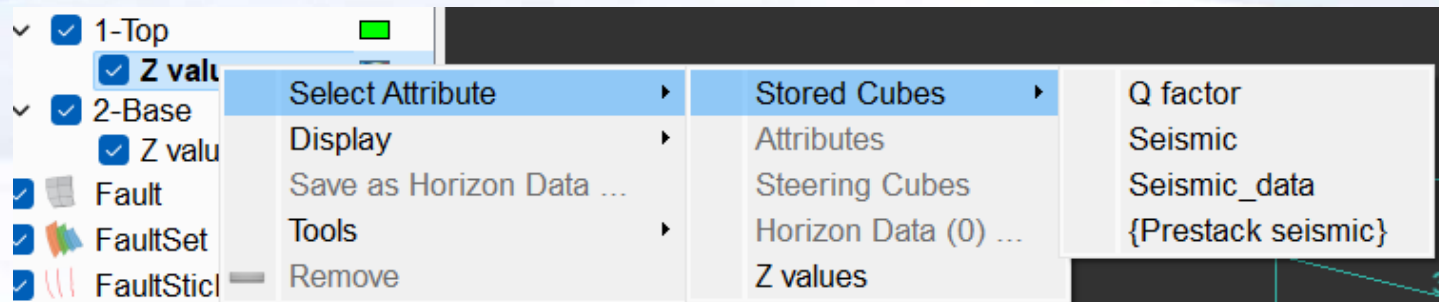 1-Top
Z valu
2-Base
Z valu
Fault
FaultSet
FaultSticl
Select Attribute
Display
Save as Horizon Data ...
Tools
Remove
Stored Cubes
Attributes
Steering Cubes
Horizon Data (0) ...
Z values
Q factor
Seismic
Seismic_data
{Prestack seismic}